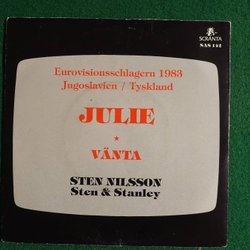 SCRANTA
SAS 142
Eurovisionsschlagern 1983
Jugoslavien / Tyskland
JULIE
★
VÄNTA
STEN NILSSON
Sten & Stanley